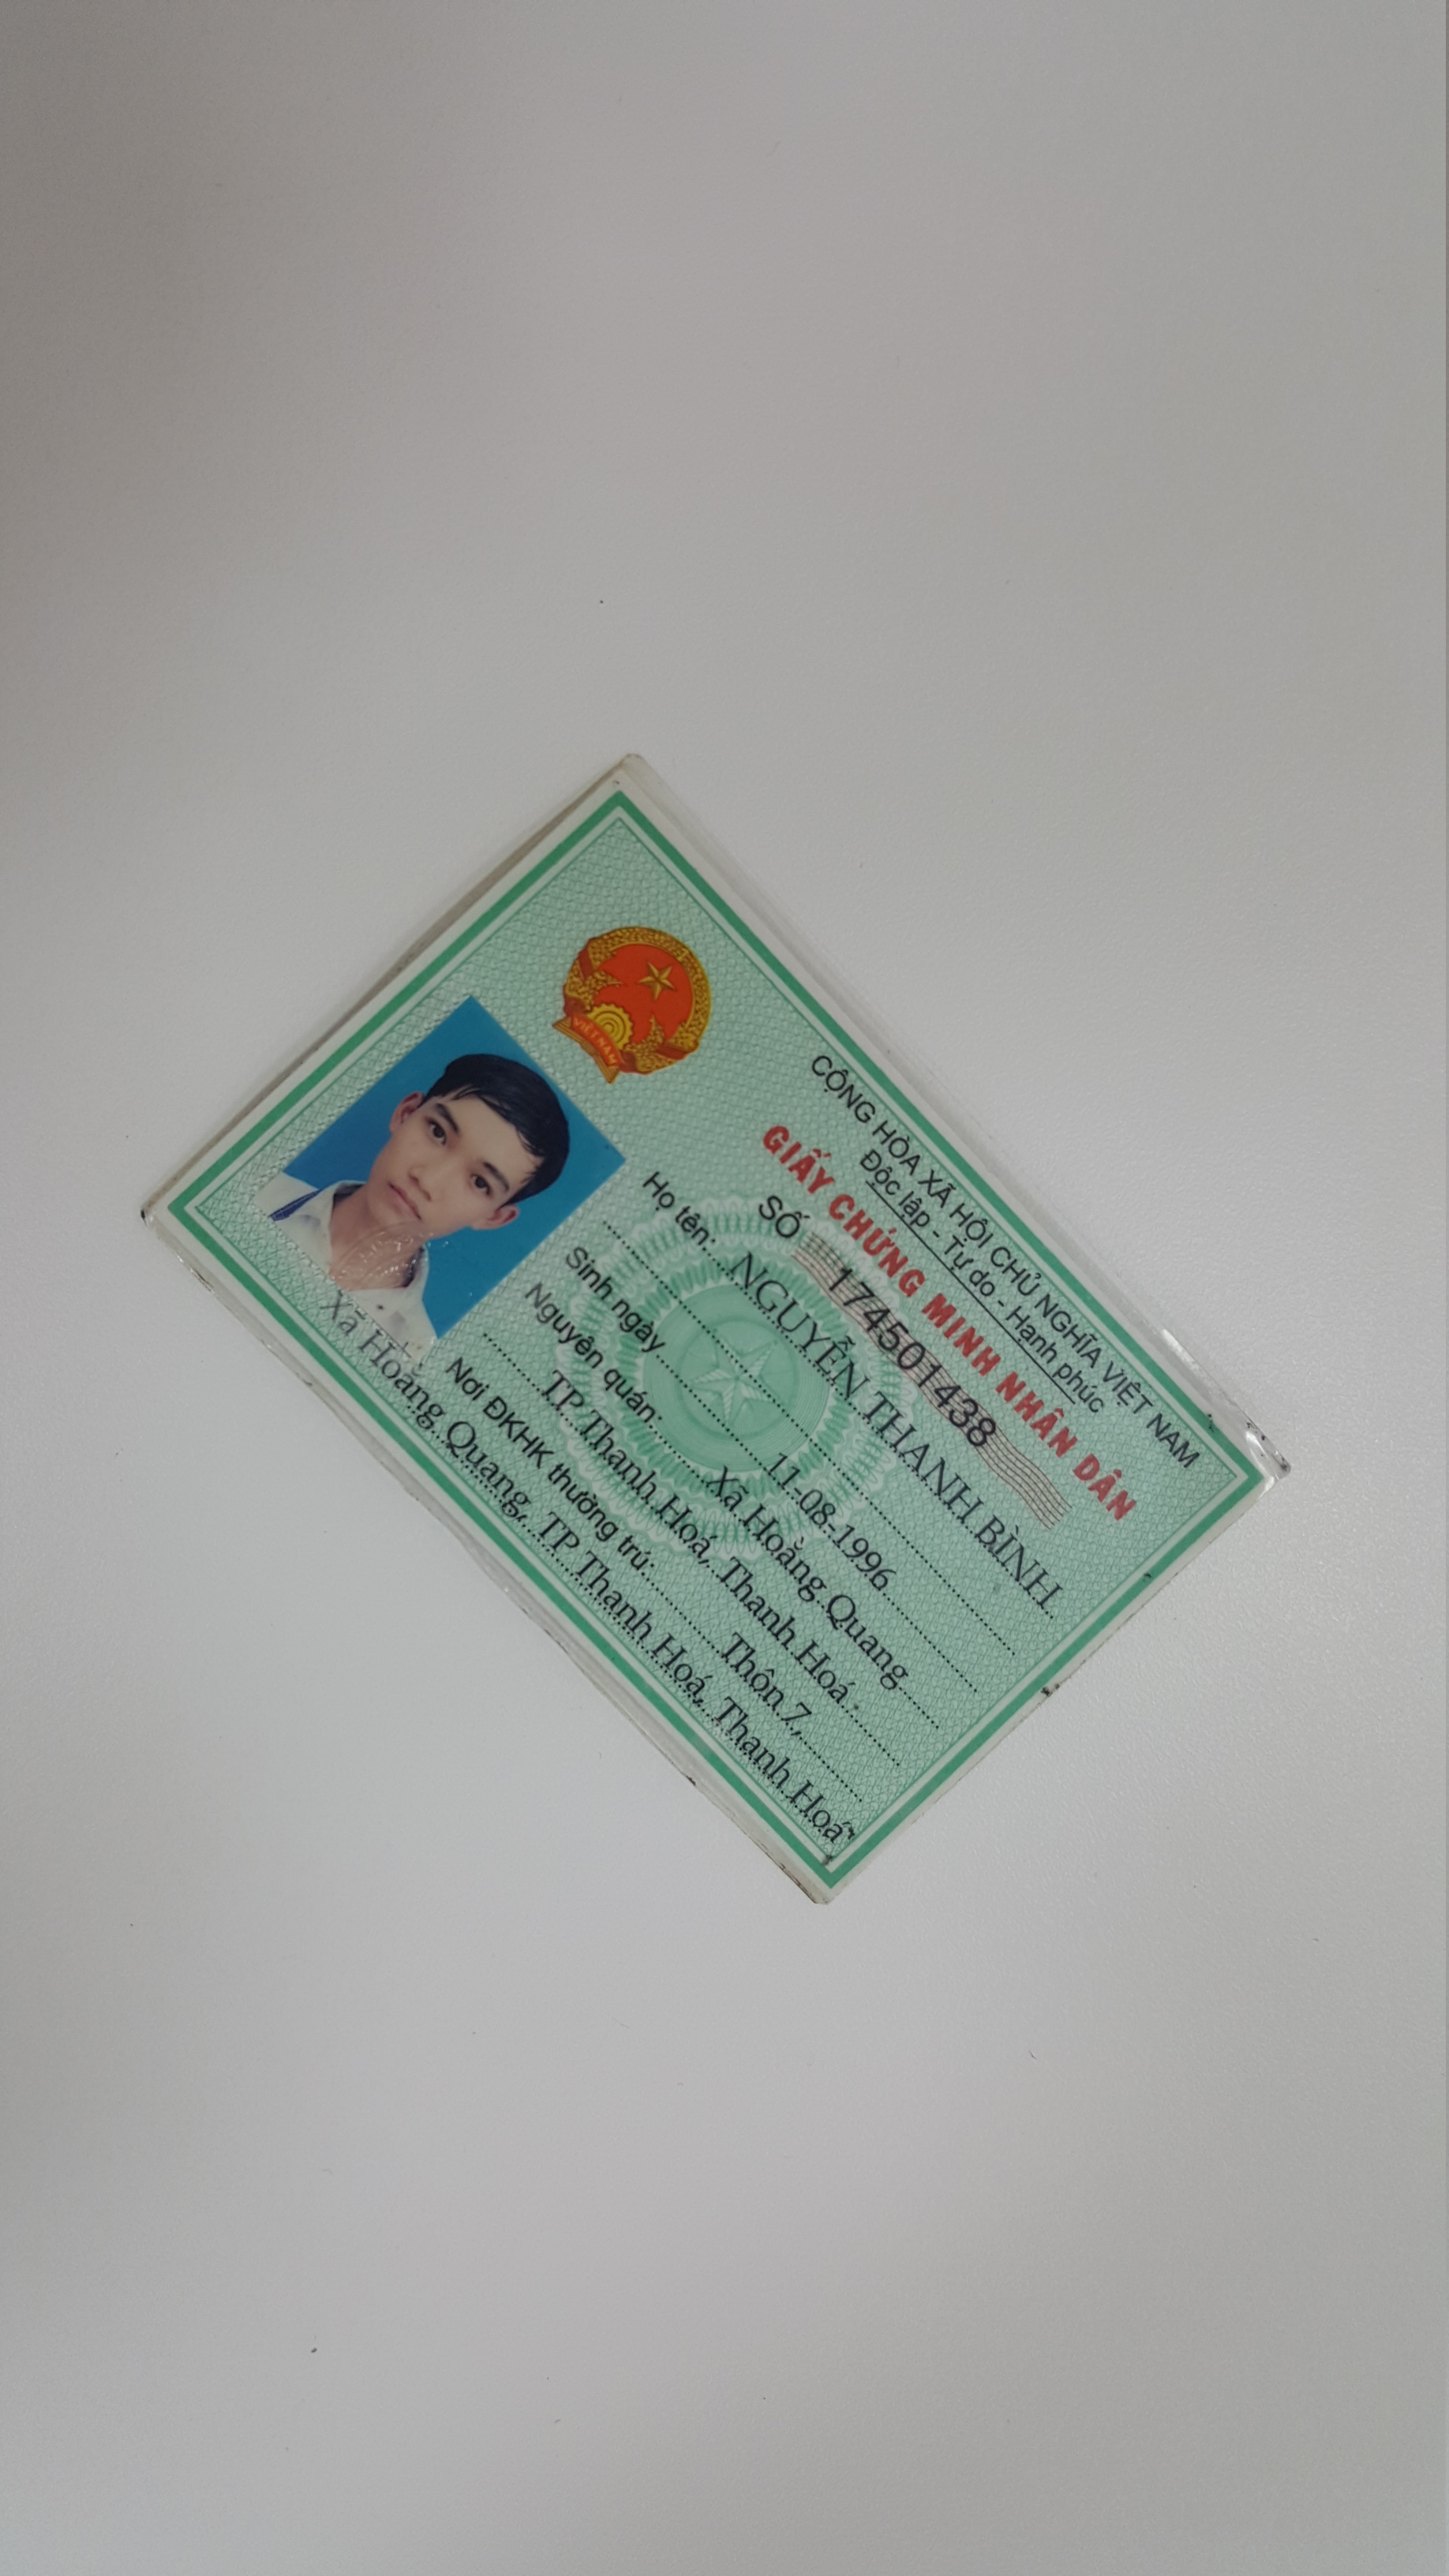 CỘNG HÒA XÃ HỘI CHỦ NGHĨA VIỆT NAM
Độc lập - Tự do - Hạnh phúc
GIẤY CHỨNG MINH NHÂN DÂN
SỐ 174501438
Họ tên: NGUYỄN THANH BÌNH
Sinh ngày 11-08-1996
Nguyên quán: Xã Hoằng Quang
TP Thanh Hoá, Thanh Hoá
Nơi ĐKHK thường trú: Thôn 7,
Xã Hoằng Quang, TP Thanh Hoá, Thanh Hoá
VIỆT NAM